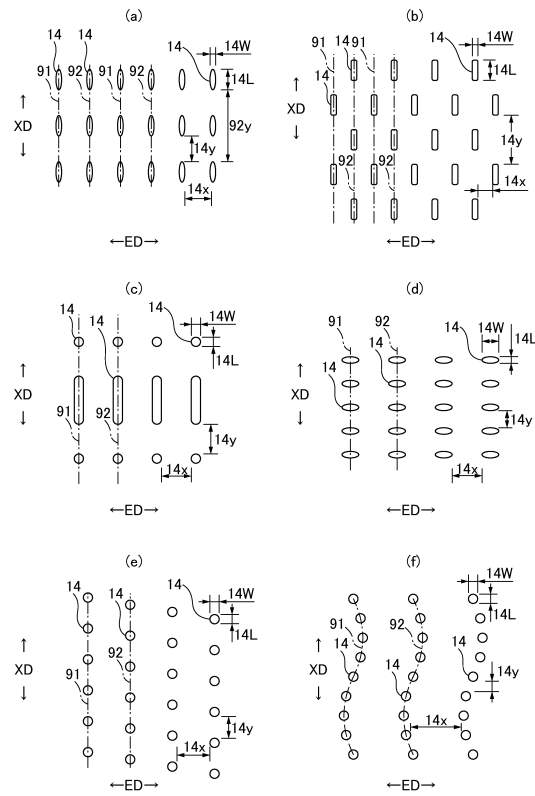 (a)
14 14 14 14W
91 92 91 92 14L
XD 92y
14y
14x
←ED→
(b)
91 14 91 14 14W
14 14L
XD
14y
92 92
14x
←ED→
(c)
14 14 14 14W
14L
XD
91 92
14y
14x
←ED→
(d)
91 92 14 14W
14L
14 14
XD
14y
14x
←ED→
(e)
14 14 14 14W
14L
XD
91 92
14y
14x
←ED→
(f)
14W
14L
91 92 14
XD 14 14
14y
14x
←ED→